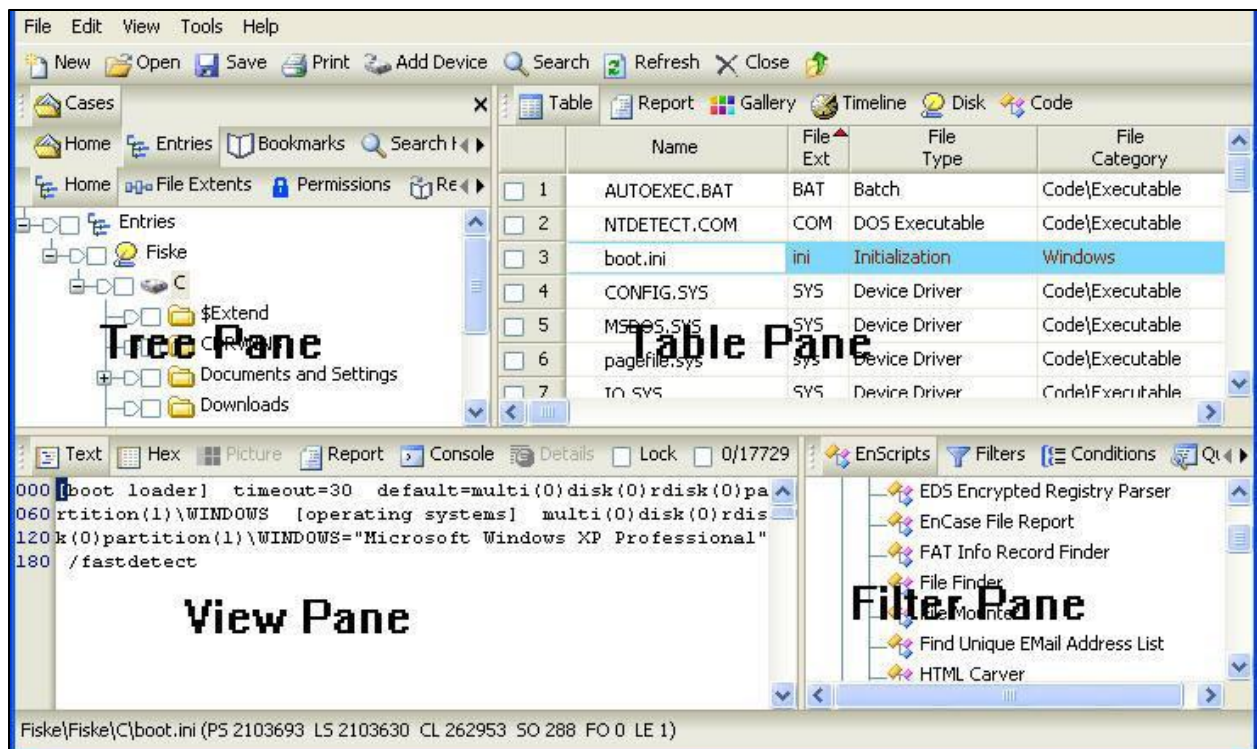 File Edit View Tools Help
New Open Save Print Add Device Search Refresh Close
Cases
Home Entries Bookmarks Search H
Home File Extents Permissions Re
Entries
Fiske
C
$Extend
Documents and Settings
Downloads
Tree Pane
Table Report Gallery Timeline Disk Code
Name File Ext File Type File Category
1 AUTOEXEC.BAT BAT Batch Code\Executable
2 NTDETECT.COM COM DOS Executable Code\Executable
3 boot.ini ini Initialization Windows
4 CONFIG.SYS SYS Device Driver Code\Executable
5 MSDOS.SYS SYS Device Driver Code\Executable
6 pagefile.sys sys Device Driver Code\Executable
7 IO.SYS SYS Device Driver Code\Executable
Table Pane
Text Hex Picture Report Console Details Lock 0/17729
000 [boot loader] timeout=30 default=multi(0)disk(0)rdisk(0)pa
060 rtition(1)\WINDOWS [operating systems] multi(0)disk(0)rdis
120 k(0)partition(1)\WINDOWS="Microsoft Windows XP Professional"
180 /fastdetect
View Pane
EnScripts Filters Conditions Qu
EDS Encrypted Registry Parser
EnCase File Report
FAT Info Record Finder
File Finder
File Mounter
Find Unique EMail Address List
HTML Carver
Filter Pane
Fiske\Fiske\C\boot.ini (PS 2103693 LS 2103630 CL 262953 SO 288 FO 0 LE 1)